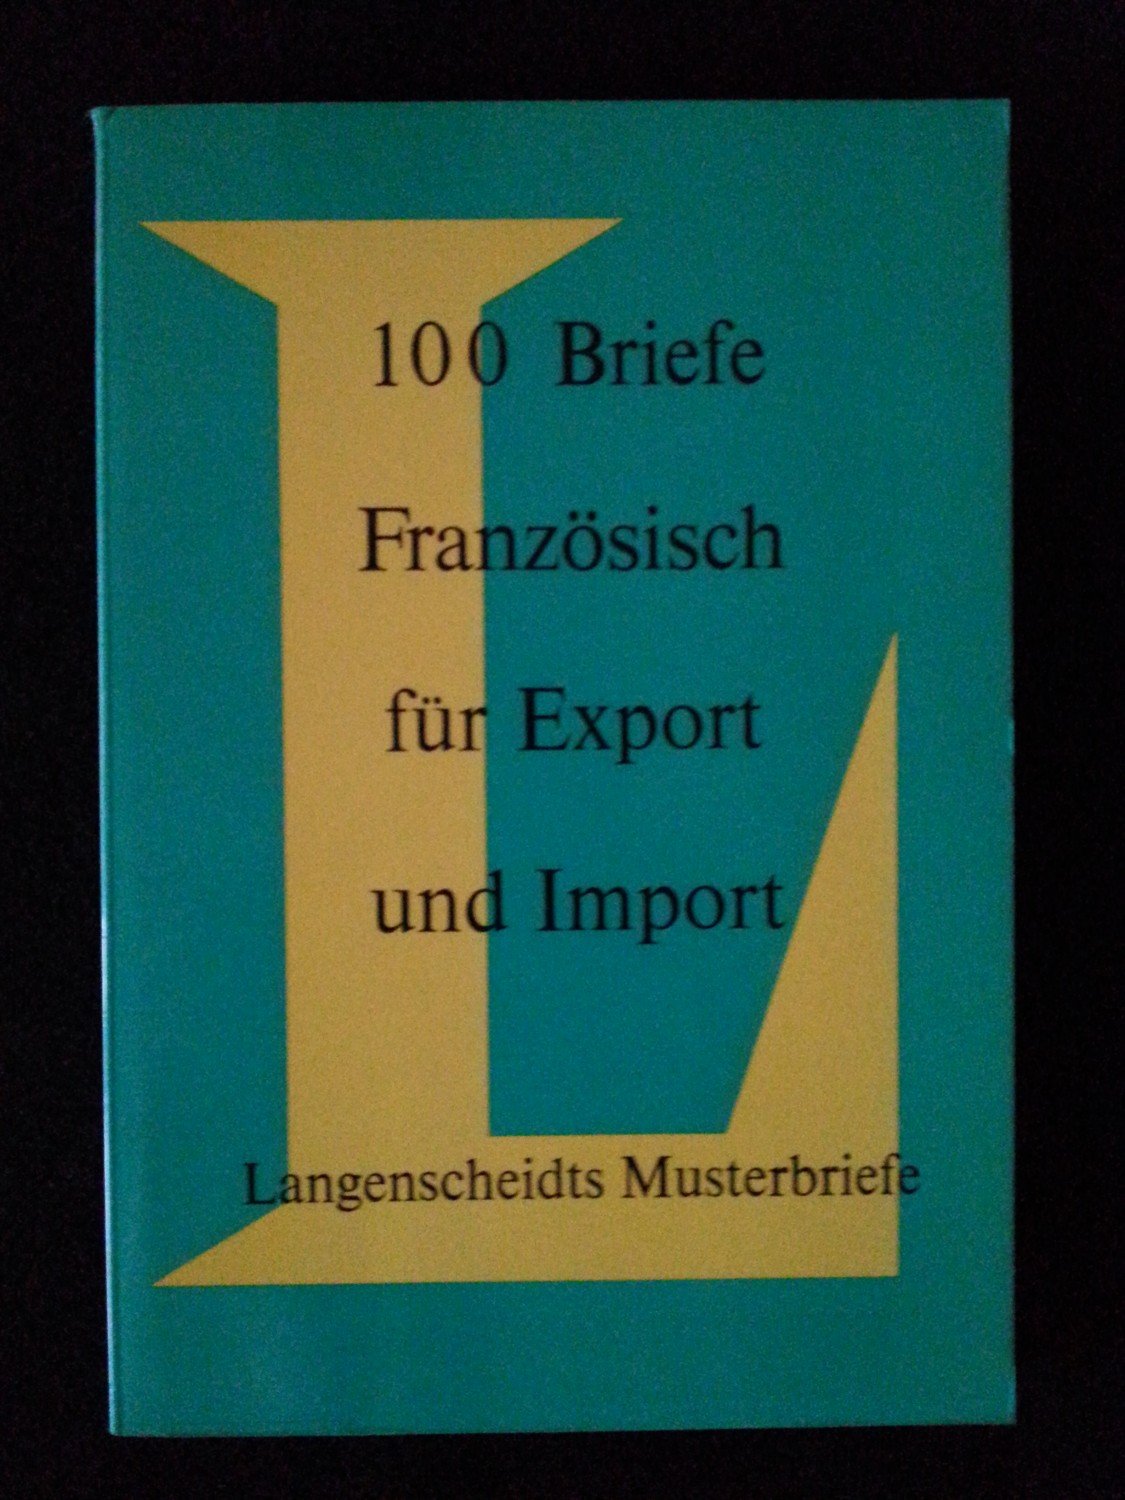 100 Briefe
Französisch
für Export
und Import
Langenscheidts Musterbriefe